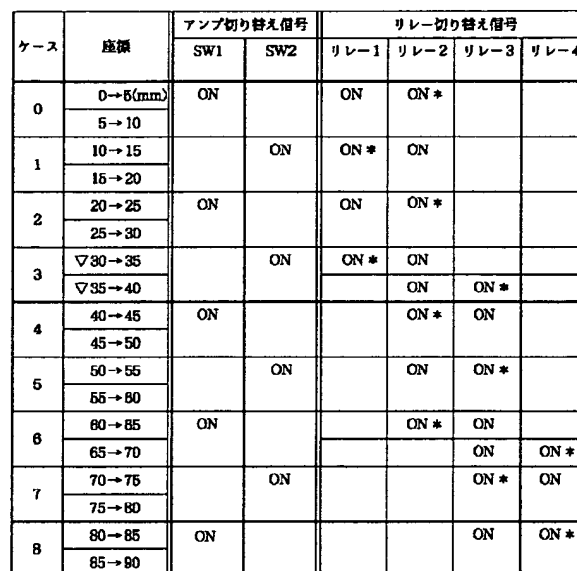 ケース 座標 アンプ切り替え信号 リレー切り替え信号
SW1 SW2 リレー1 リレー2 リレー3 リレー4
0 0→5(mm) ON ON ON*
5→10
1 10→15 ON ON* ON
15→20
2 20→25 ON ON ON*
25→30
3 ▽30→35 ON ON* ON
▽35→40 ON ON*
4 40→45 ON ON* ON
45→50
5 50→55 ON ON ON*
55→60
6 60→65 ON ON* ON
65→70 ON ON*
7 70→75 ON ON* ON
75→80
8 80→85 ON ON ON*
85→90